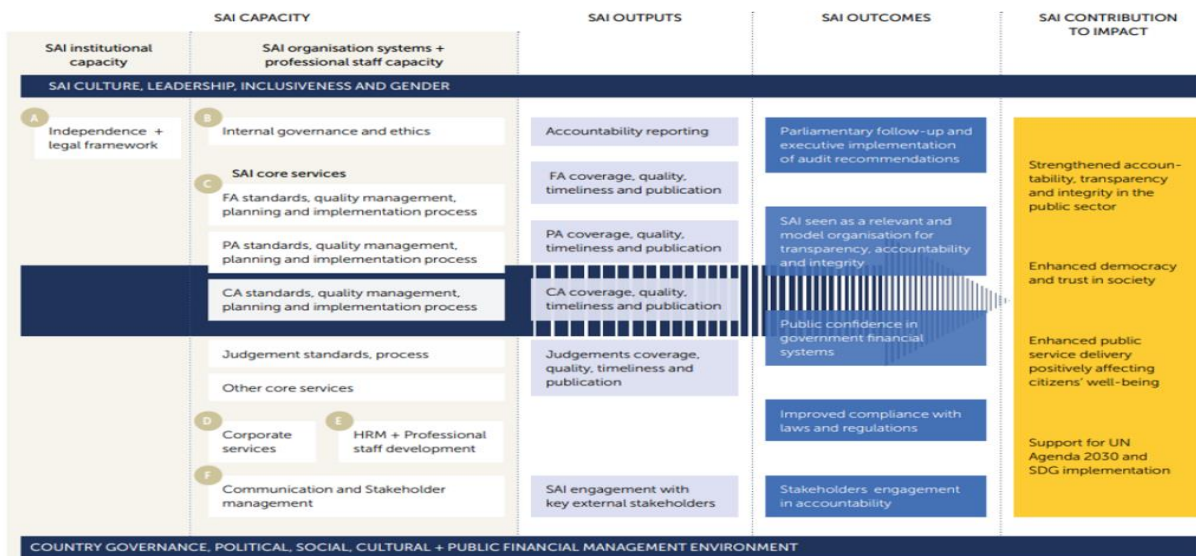 SAI CAPACITY
SAI OUTPUTS
SAI OUTCOMES
SAI CONTRIBUTION
TO IMPACT
SAI institutional
capacity
SAI organisation systems +
professional staff capacity
SAI CULTURE, LEADERSHIP, INCLUSIVENESS AND GENDER
A
Independence +
legal framework
B
Internal governance and ethics
SAI core services
C
FA standards, quality management,
planning and implementation process
PA standards, quality management,
planning and implementation process
CA standards, quality management,
planning and implementation process
Judgement standards, process
Other core services
D
Corporate
services
E
HRM + Professional
staff development
F
Communication and Stakeholder
management
Accountability reporting
FA coverage, quality,
timeliness and publication
PA coverage, quality,
timeliness and publication
CA coverage, quality,
timeliness and publication
Judgements coverage,
quality, timeliness and
publication
SAI engagement with
key external stakeholders
Parliamentary follow-up and
executive implementation
of audit recommendations
SAI seen as a relevant and
model organisation for
transparency, accountability
and integrity
Public confidence in
government financial
systems
Improved compliance with
laws and regulations
Stakeholders engagement
in accountability
Strengthened accoun-
tability, transparency
and integrity in the
public sector
Enhanced democracy
and trust in society
Enhanced public
service delivery
positively affecting
citizens' well-being
Support for UN
Agenda 2030 and
SDG implementation
COUNTRY GOVERNANCE, POLITICAL, SOCIAL, CULTURAL + PUBLIC FINANCIAL MANAGEMENT ENVIRONMENT